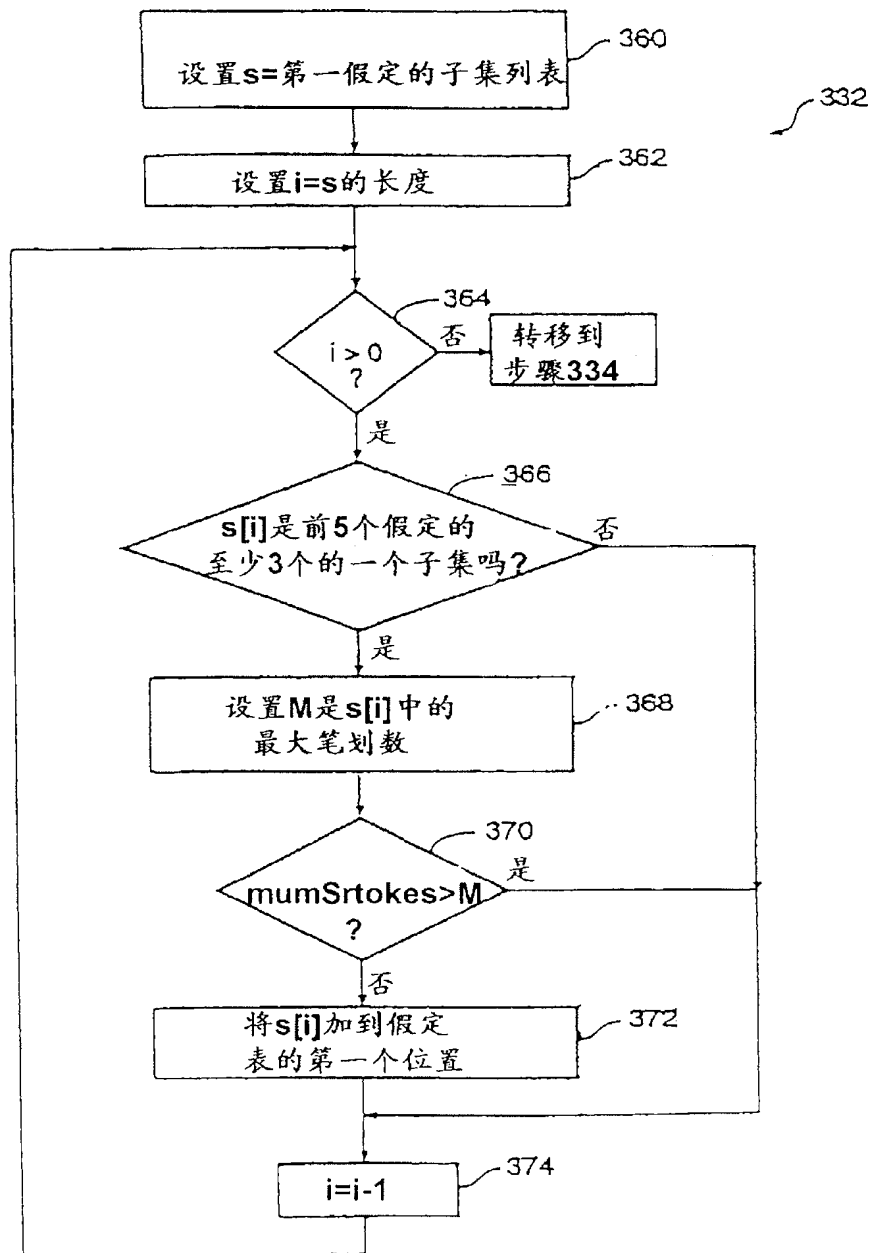 360
设置s=第一假定的子集列表
332
362
设置i=s的长度
364
i > 0
?
否
转移到
步骤334
是
366
s[i]是前5个假定的
至少3个的一个子集吗?
否
是
设置M是s[i]中的
最大笔划数
368
370
mumSrtokes>M
?
是
否
将s[i]加到假定
表的第一个位置
372
374
i=i-1